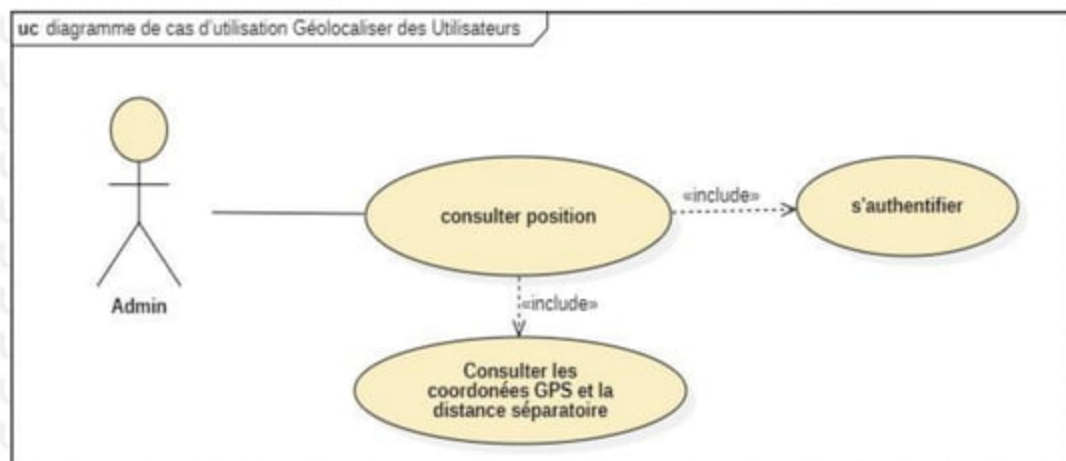 uc diagramme de cas d'utilisation Géolocaliser des Utilisateurs
consulter position
«include»
s'authentifier
Admin
«include»
Consulter les
coordonées GPS et la
distance séparatoire